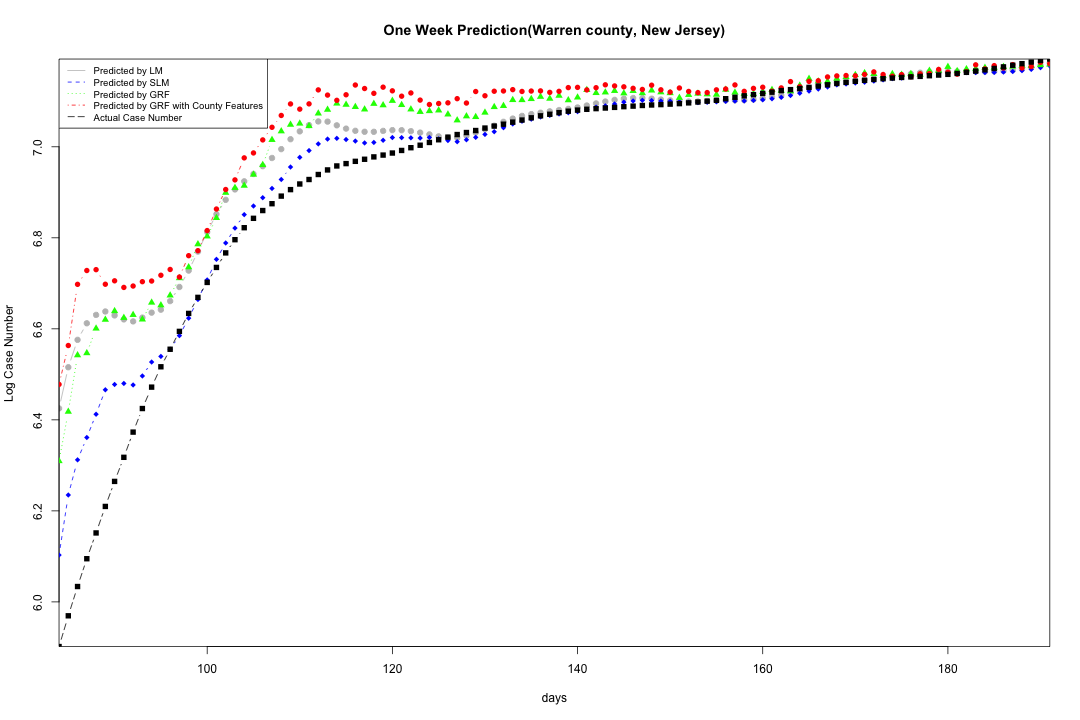 One Week Prediction(Warren county, New Jersey)
Predicted by LM
Predicted by SLM
Predicted by GRF
Predicted by GRF with County Features
Actual Case Number
Log Case Number
7.0
6.8
6.6
6.4
6.2
6.0
100 120 140 160 180
days